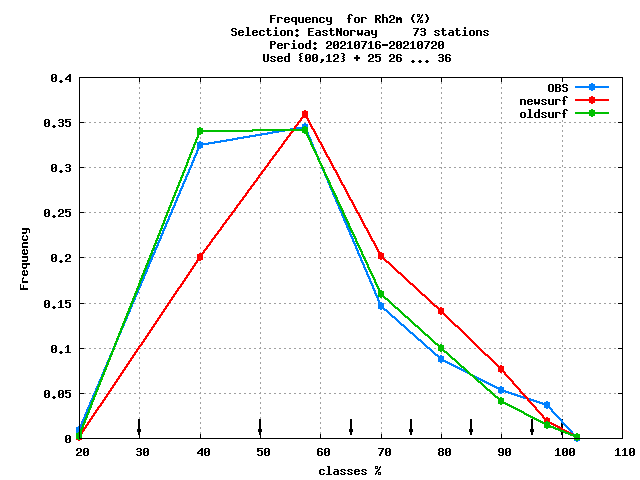 Frequency  for Rh2m (%)
Selection: EastNorway     73 stations
Period: 20210716-20210720
Used {00,12} + 25 26 ... 36
OBS
newsurf
oldsurf
0.4
0.35
0.3
0.25
0.2
0.15
0.1
0.05
0
Frequency
20 30 40 50 60 70 80 90 100 110
classes %